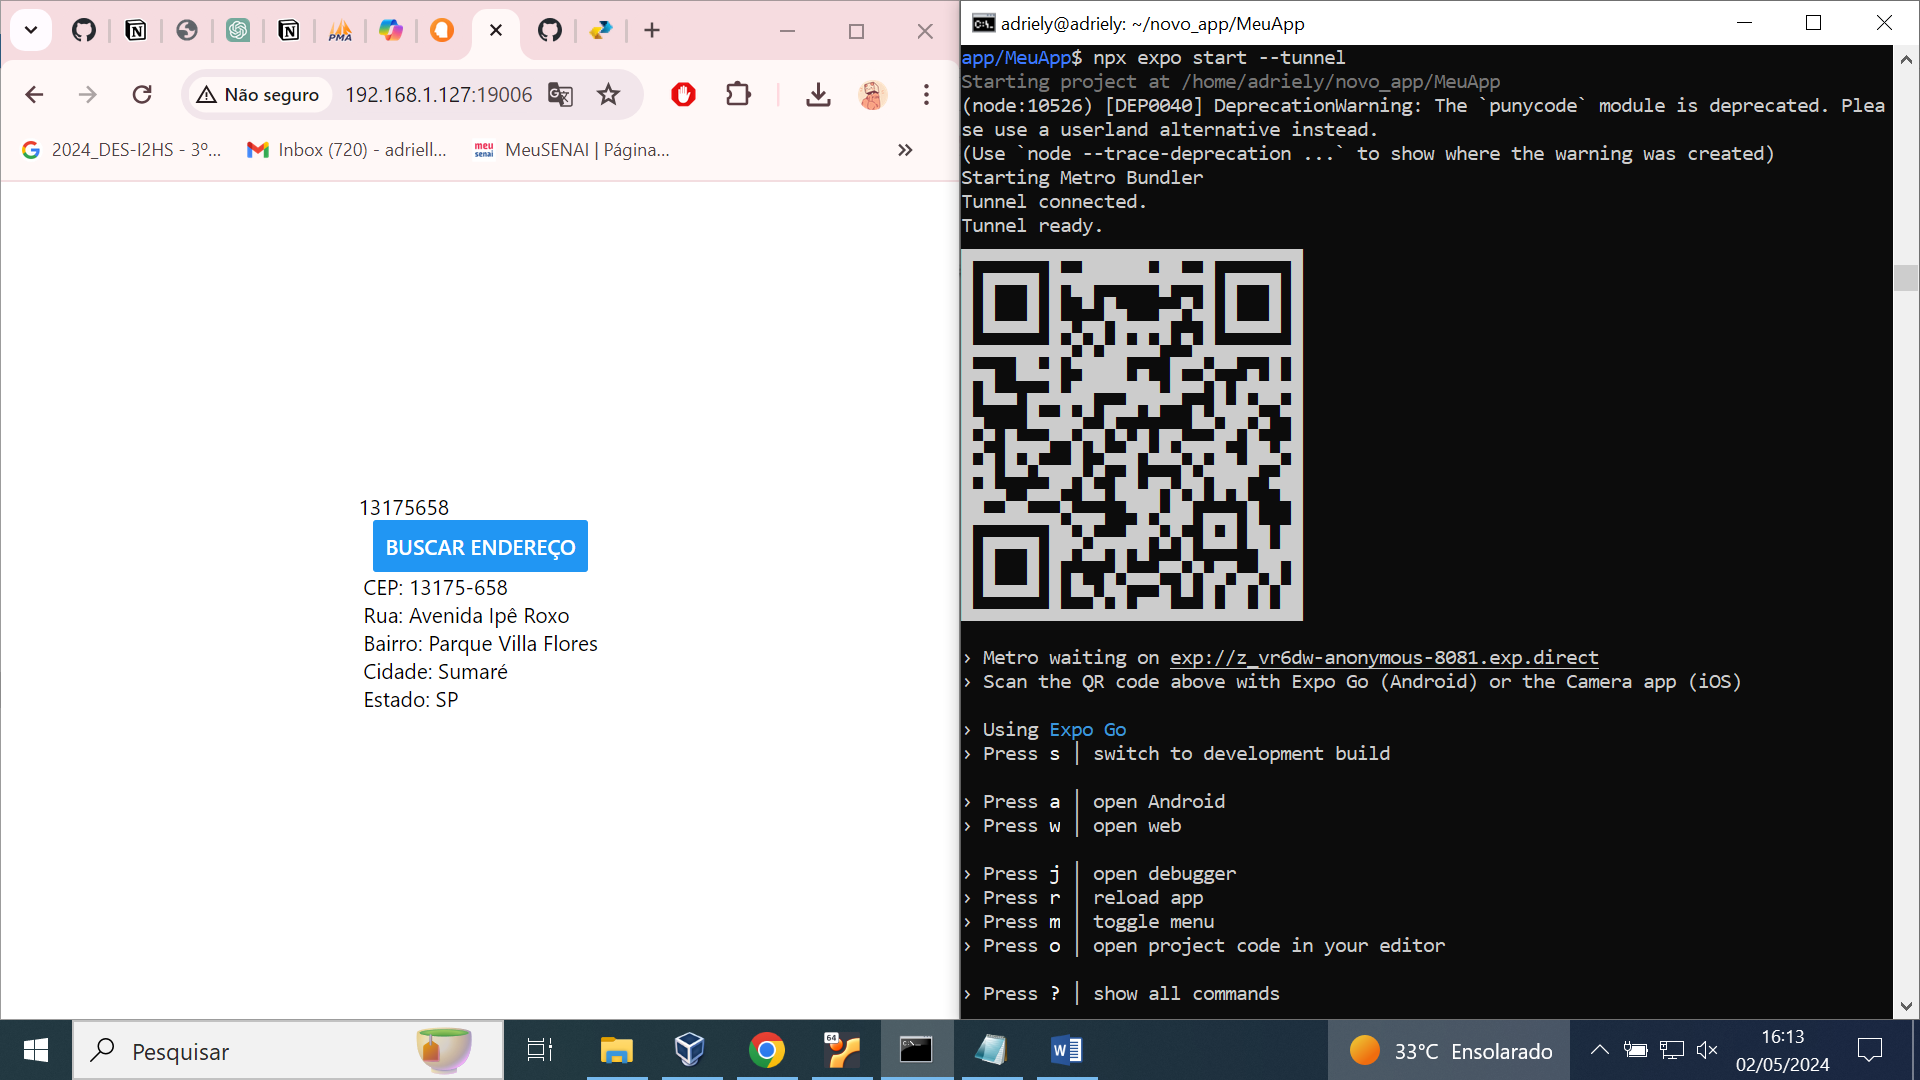 Não seguro
192.168.1.127:19006
2024_DES-I2HS - 3º...
Inbox (720) - adriell...
meu senai
MeuSENAI | Página...
PMA
13175658
BUSCAR ENDEREÇO
CEP: 13175-658
Rua: Avenida Ipê Roxo
Bairro: Parque Villa Flores
Cidade: Sumaré
Estado: SP
adriely@adriely: ~/novo_app/MeuApp
app/MeuApp$ npx expo start --tunnel
Starting project at /home/adriely/novo_app/MeuApp
(node:10526) [DEP0040] DeprecationWarning: The `punycode` module is deprecated. Plea
se use a userland alternative instead.
(Use `node --trace-deprecation ...` to show where the warning was created)
Starting Metro Bundler
Tunnel connected.
Tunnel ready.
› Metro waiting on exp://z_vr6dw-anonymous-8081.exp.direct
› Scan the QR code above with Expo Go (Android) or the Camera app (iOS)
› Using Expo Go
› Press s │ switch to development build
› Press a │ open Android
› Press w │ open web
› Press j │ open debugger
› Press r │ reload app
› Press m │ toggle menu
› Press o │ open project code in your editor
› Press ? │ show all commands
Pesquisar
64
33°C Ensolarado
16:13
02/05/2024